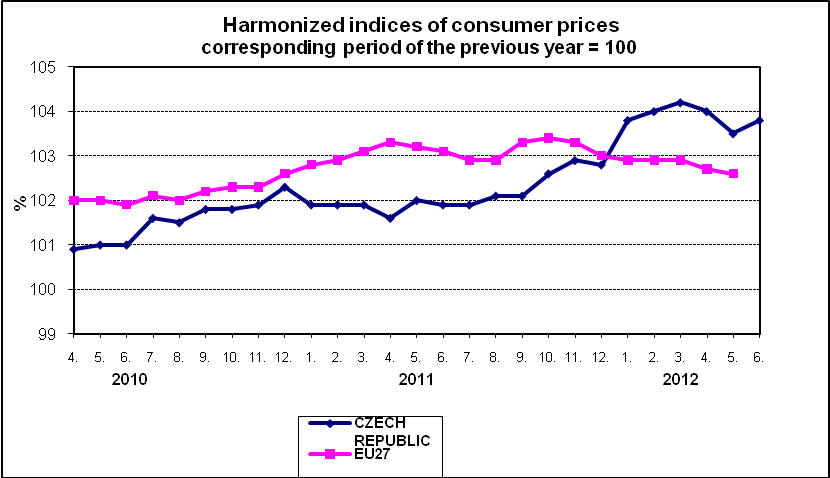 Harmonized indices of consumer prices
corresponding period of the previous year = 100
105
104
103
102
101
100
99
%
4. 5. 6. 7. 8. 9. 10. 11. 12. 1. 2. 3. 4. 5. 6. 7. 8. 9. 10. 11. 12. 1. 2. 3. 4. 5. 6.
2010 2011 2012
CZECH
REPUBLIC
EU27